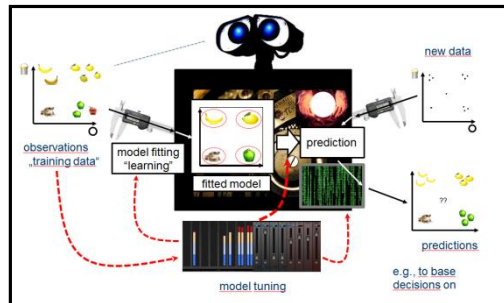 new data
observations
„training data“
model fitting
“learning”
fitted model
prediction
??
predictions
model tuning
e.g., to base
decisions on